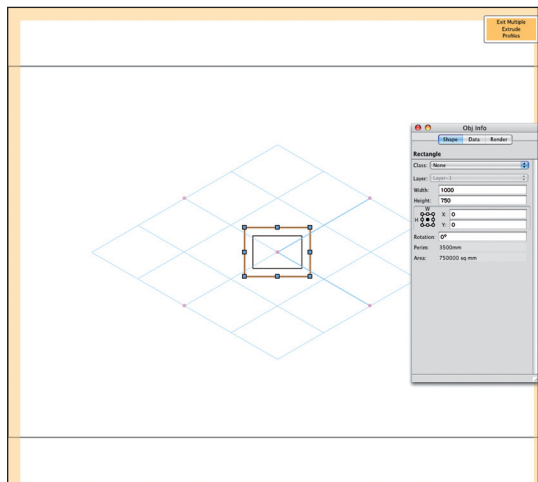 Exit Multiple
Extrude
Profiles
Obj Info
Shape Data Render
Rectangle
Class: None
Layer: Layer-1
Width: 1000
Height: 750
W
H
X: 0
Y: 0
Rotation: 0°
Perim: 3500mm
Area: 750000 sq mm